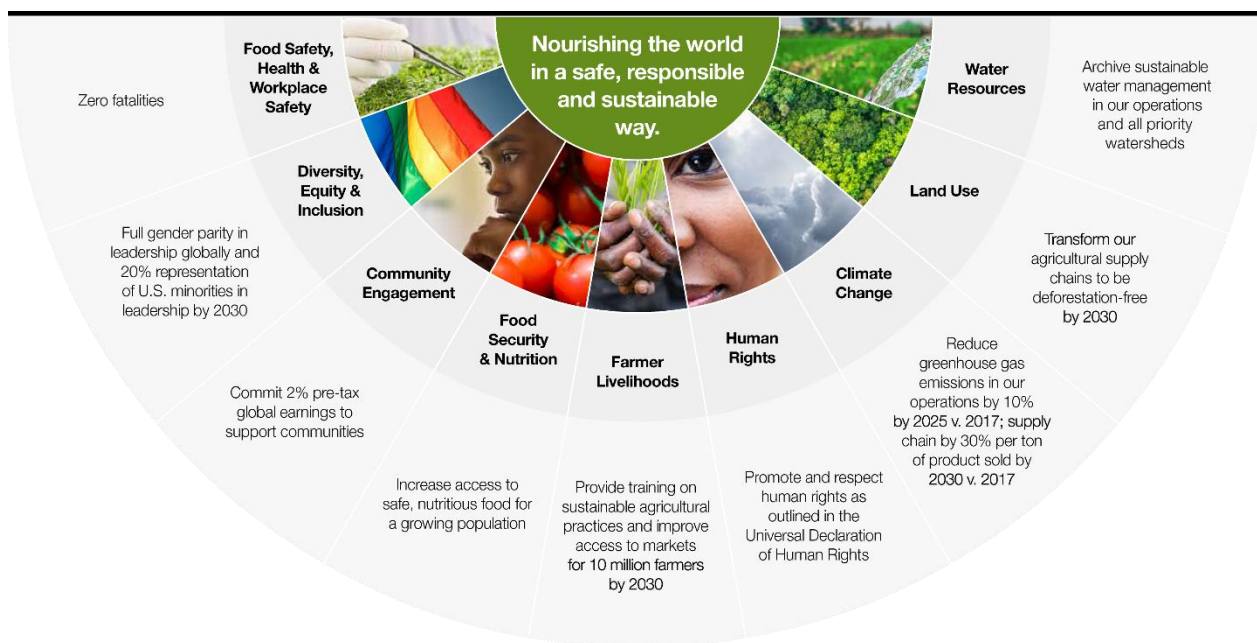 Nourishing the world
in a safe, responsible
and sustainable
way.
Food Safety,
Health &
Workplace
Safety
Zero fatalities
Diversity,
Equity &
Inclusion
Full gender parity in
leadership globally and
20% representation
of U.S. minorities in
leadership by 2030
Community
Engagement
Commit 2% pre-tax
global earnings to
support communities
Food
Security
& Nutrition
Increase access to
safe, nutritious food for
a growing population
Farmer
Livelihoods
Provide training on
sustainable agricultural
practices and improve
access to markets
for 10 million farmers
by 2030
Human
Rights
Promote and respect
human rights as
outlined in the
Universal Declaration
of Human Rights
Climate
Change
Reduce
greenhouse gas
emissions in our
operations by 10%
by 2025 v. 2017; supply
chain by 30% per ton
of product sold by
2030 v. 2017
Land Use
Transform our
agricultural supply
chains to be
deforestation-free
by 2030
Water
Resources
Archive sustainable
water management
in our operations
and all priority
watersheds